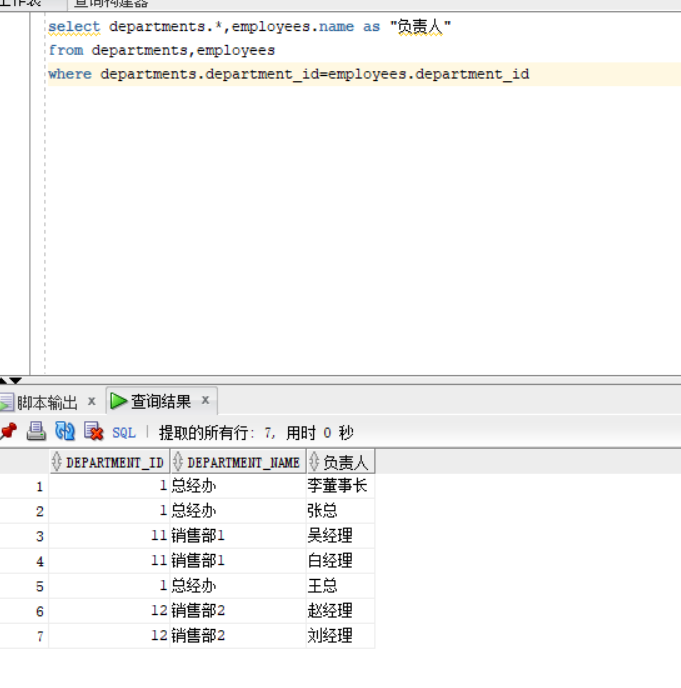 工作表 查询构建器
select departments.*,employees.name as "负责人"
from departments,employees
where departments.department_id=employees.department_id
脚本输出 x 查询结果 x
SQL | 提取的所有行: 7, 用时 0 秒
DEPARTMENT_ID DEPARTMENT_NAME 负责人
1 1 总经办 李董事长
2 1 总经办 张总
3 11 销售部1 吴经理
4 11 销售部1 白经理
5 1 总经办 王总
6 12 销售部2 赵经理
7 12 销售部2 刘经理